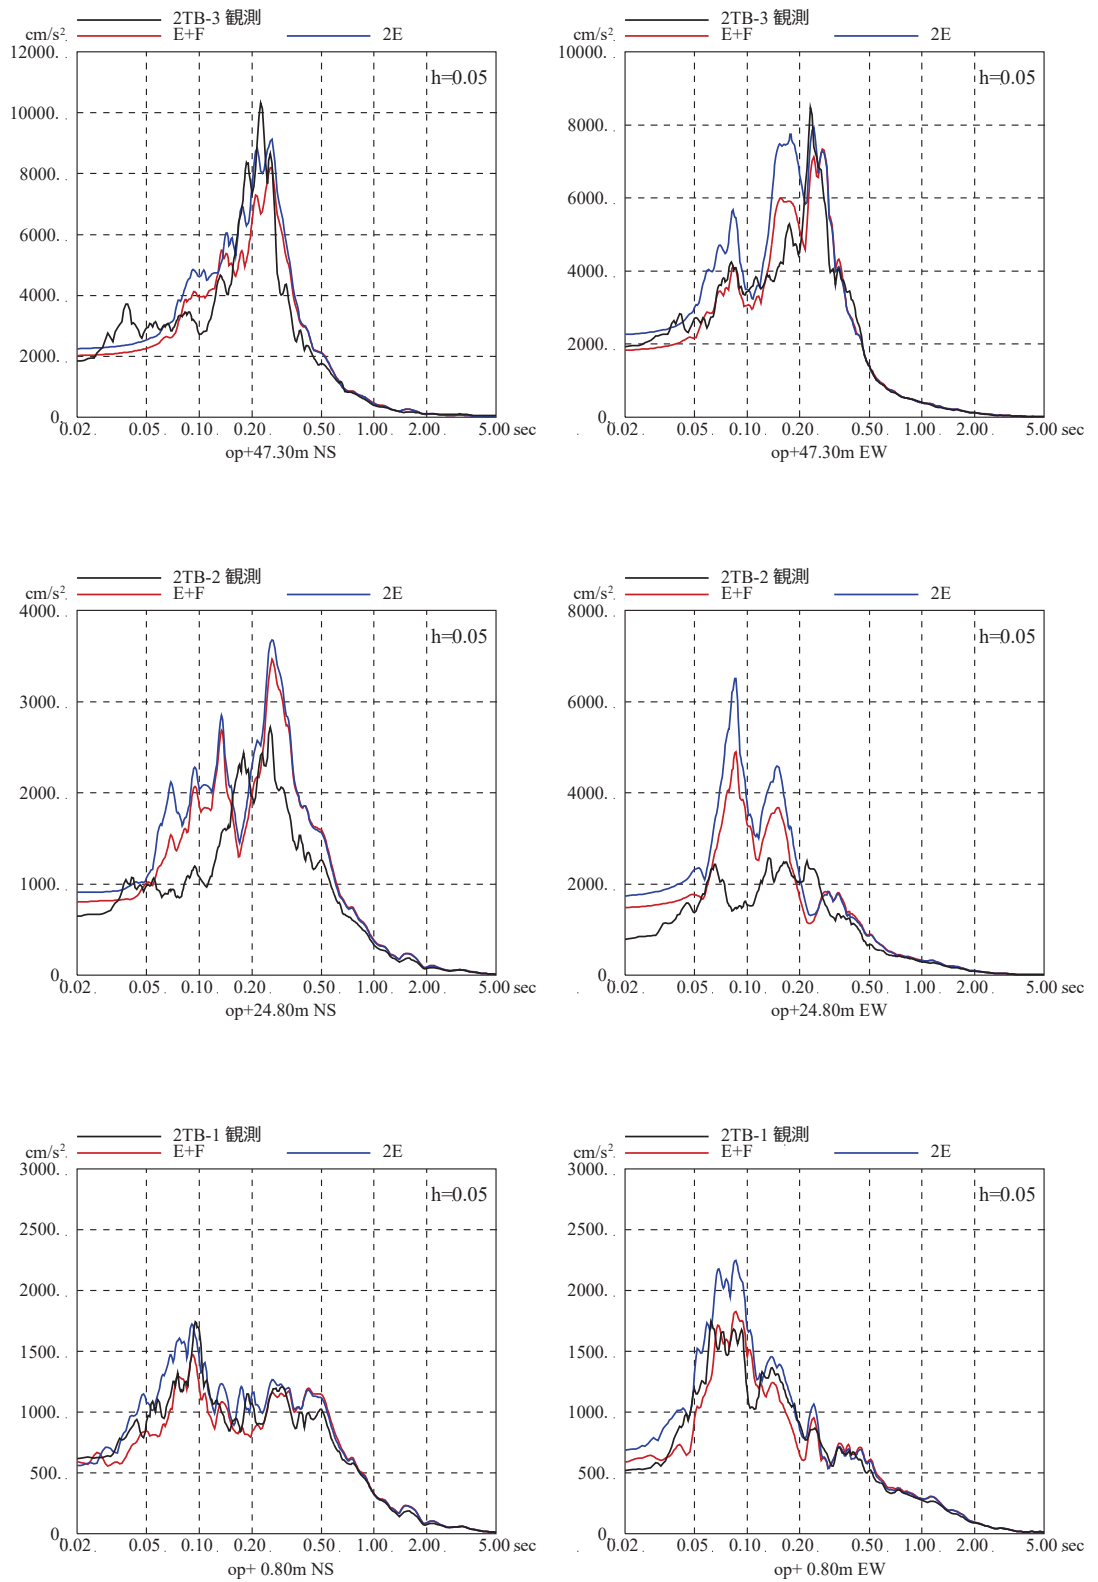 2TB-3 観測
cm/s². E+F 2E
12000.
h=0.05
10000.
8000.
6000.
4000.
2000.
0.
0.02 0.05 0.10 0.20 0.50 1.00 2.00 5.00 sec
op+47.30m NS
2TB-3 観測
cm/s². E+F 2E
10000.
h=0.05
8000.
6000.
4000.
2000.
0.
0.02 0.05 0.10 0.20 0.50 1.00 2.00 5.00 sec
op+47.30m EW
2TB-2 観測
cm/s². E+F 2E
4000.
h=0.05
3000.
2000.
1000.
0.
0.02 0.05 0.10 0.20 0.50 1.00 2.00 5.00 sec
op+24.80m NS
2TB-2 観測
cm/s². E+F 2E
8000.
h=0.05
6000.
4000.
2000.
0.
0.02 0.05 0.10 0.20 0.50 1.00 2.00 5.00 sec
op+24.80m EW
2TB-1 観測
cm/s². E+F 2E
3000.
h=0.05
2500.
2000.
1500.
1000.
500.
0.
0.02 0.05 0.10 0.20 0.50 1.00 2.00 5.00 sec
op+ 0.80m NS
2TB-1 観測
cm/s². E+F 2E
3000.
h=0.05
2500.
2000.
1500.
1000.
500.
0.
0.02 0.05 0.10 0.20 0.50 1.00 2.00 5.00 sec
op+ 0.80m EW